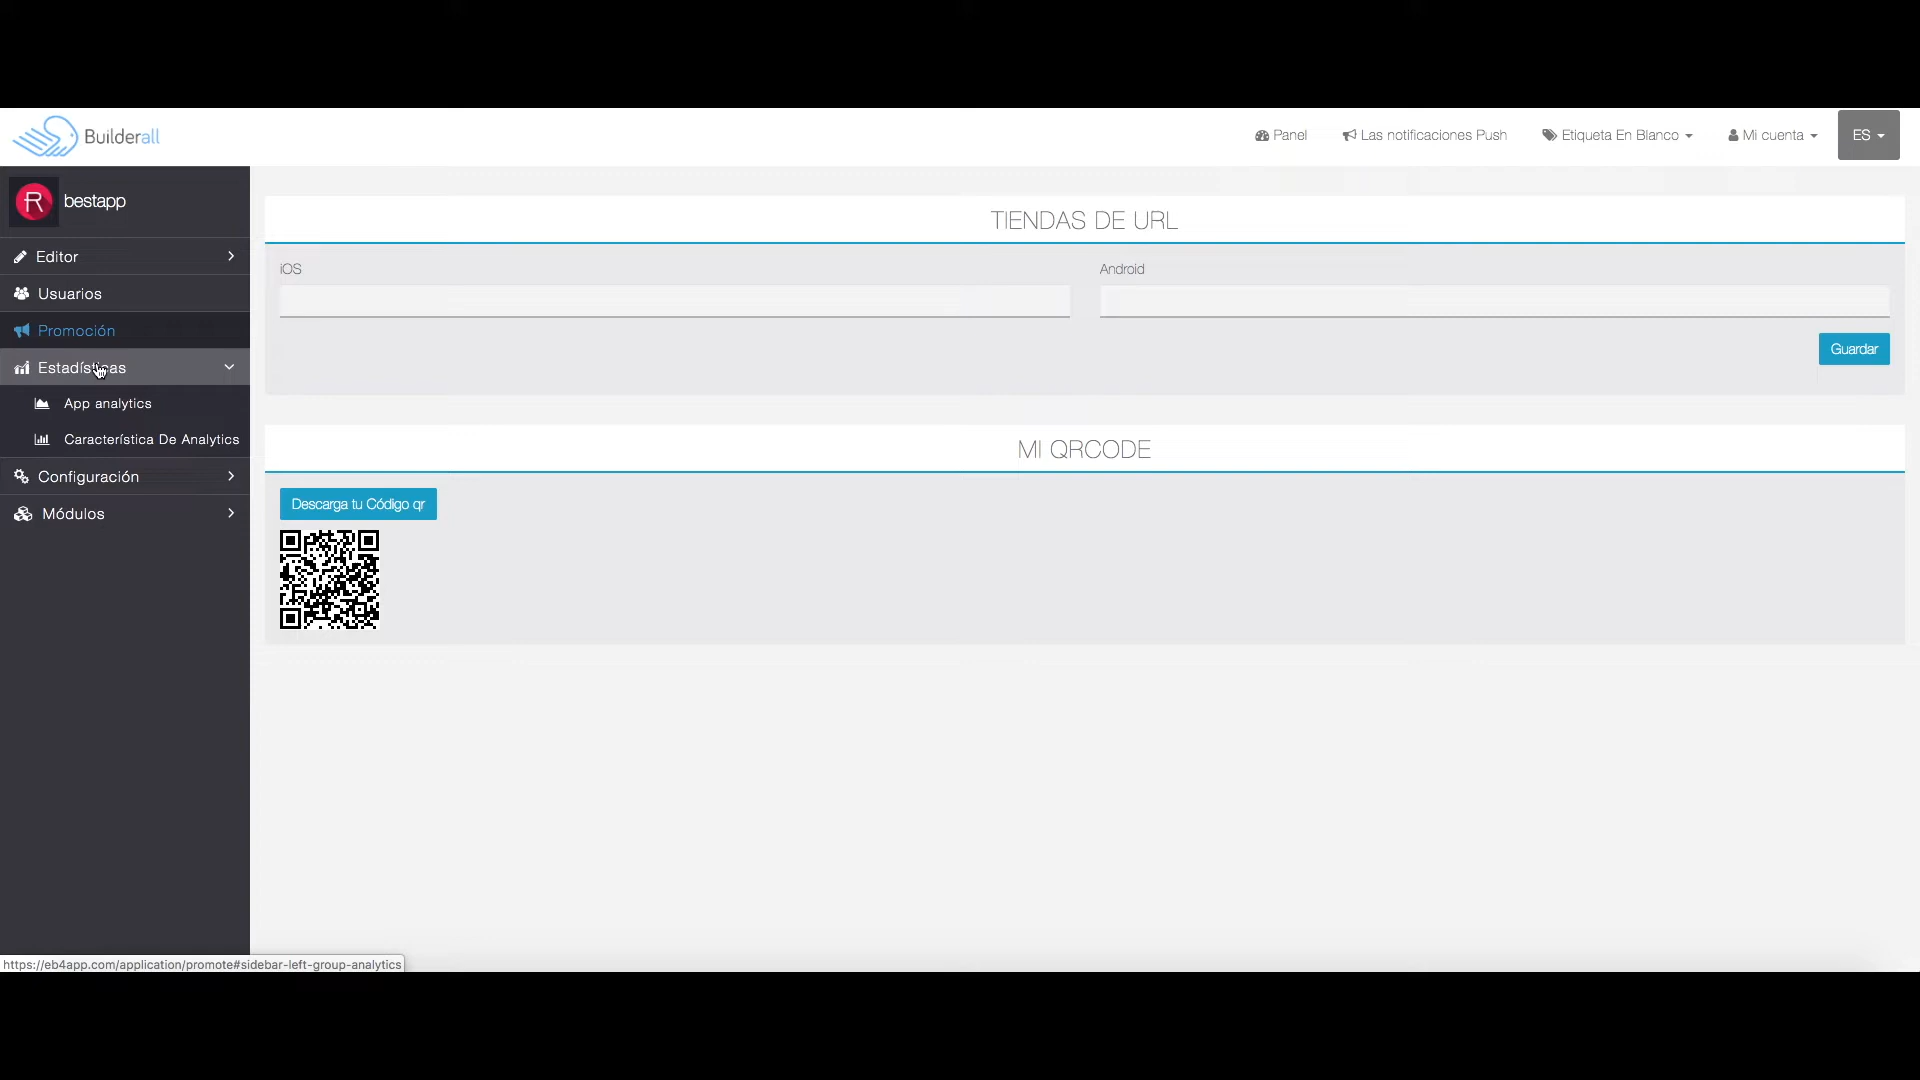 Builderall
Panel
Las notificaciones Push
Etiqueta En Blanco
Mi cuenta
ES
R
bestapp
Editor
Usuarios
Promoción
Estadísticas
App analytics
Característica De Analytics
Configuración
Módulos
TIENDAS DE URL
iOS
Android
Guardar
MI QRCODE
Descarga tu Código qr
https://eb4app.com/application/promote#sidebar-left-group-analytics